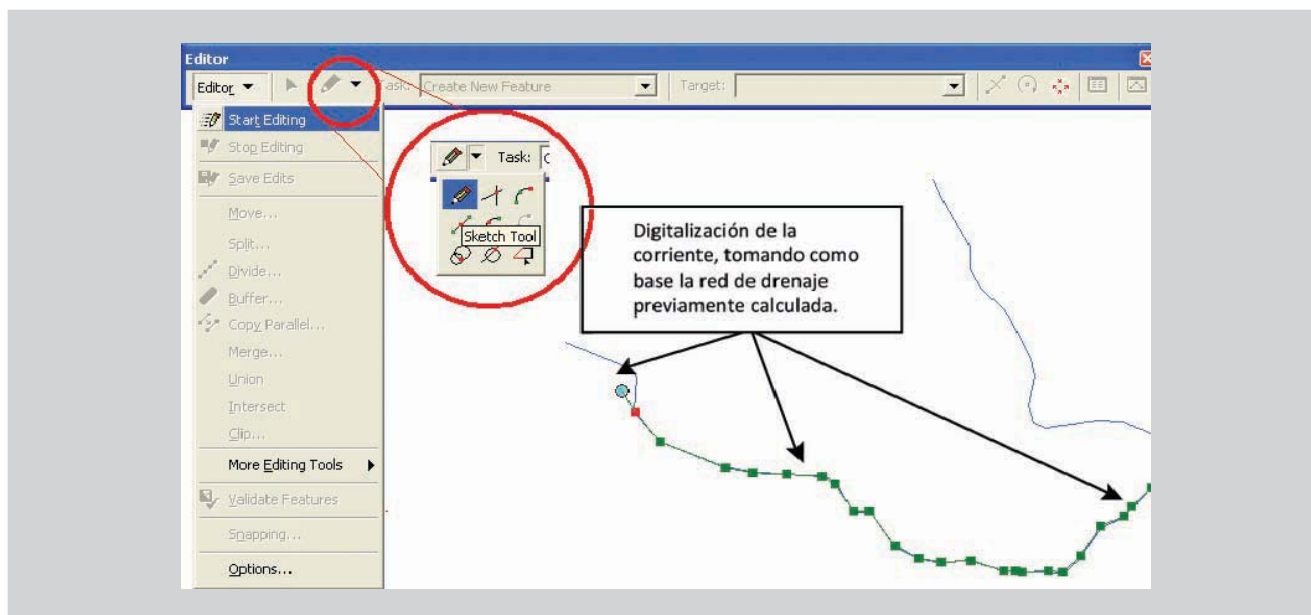 Editor
Editor Task: Create New Feature Target:
Start Editing
Stop Editing
Save Edits
Move...
Split...
Divide...
Buffer...
Copy Parallel...
Merge...
Union
Intersect
Clip...
More Editing Tools
Validate Features
Snapping...
Options...
Task: C
Sketch Tool
Digitalización de la
corriente, tomando como
base la red de drenaje
previamente calculada.